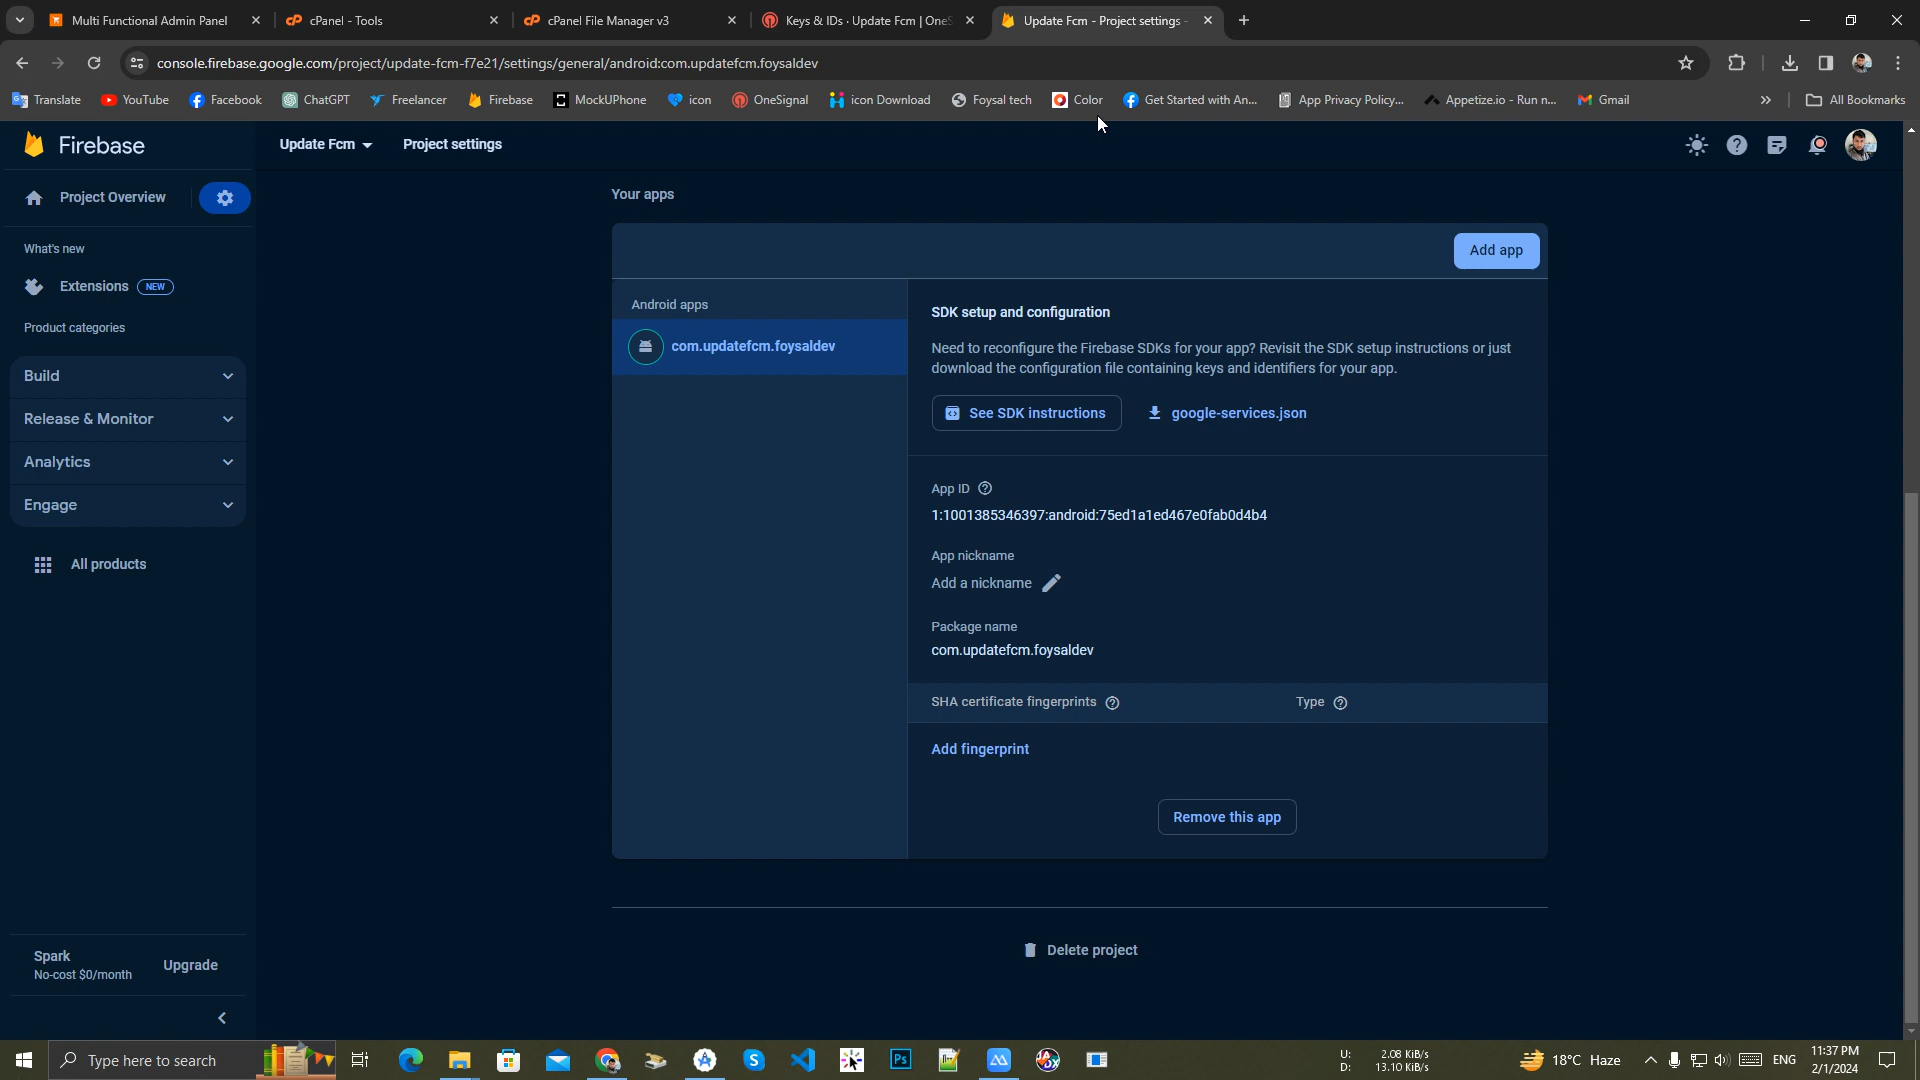 Multi Functional Admin Panel
cPanel - Tools
cPanel File Manager v3
Keys & IDs · Update Fcm | OneS
Update Fcm - Project settings -
console.firebase.google.com/project/update-fcm-f7e21/settings/general/android:com.updatefcm.foysaldev
Translate
YouTube
Facebook
ChatGPT
Freelancer
Firebase
MockUPhone
icon
OneSignal
icon Download
Foysal tech
Color
Get Started with An...
App Privacy Policy...
Appetize.io - Run n...
Gmail
All Bookmarks
Firebase
Update Fcm
Project settings
Project Overview
What's new
Extensions NEW
Product categories
Build
Release & Monitor
Analytics
Engage
All products
Spark
No-cost $0/month
Upgrade
Your apps
Add app
Android apps
com.updatefcm.foysaldev
SDK setup and configuration
Need to reconfigure the Firebase SDKs for your app? Revisit the SDK setup instructions or just
download the configuration file containing keys and identifiers for your app.
See SDK instructions
google-services.json
App ID
1:1001385346397:android:75ed1a1ed467e0fab0d4b4
App nickname
Add a nickname
Package name
com.updatefcm.foysaldev
SHA certificate fingerprints
Type
Add fingerprint
Remove this app
Delete project
Type here to search
Ps
U: 2.08 KiB/s
D: 13.10 KiB/s
18°C Haze
ENG
11:37 PM
2/1/2024